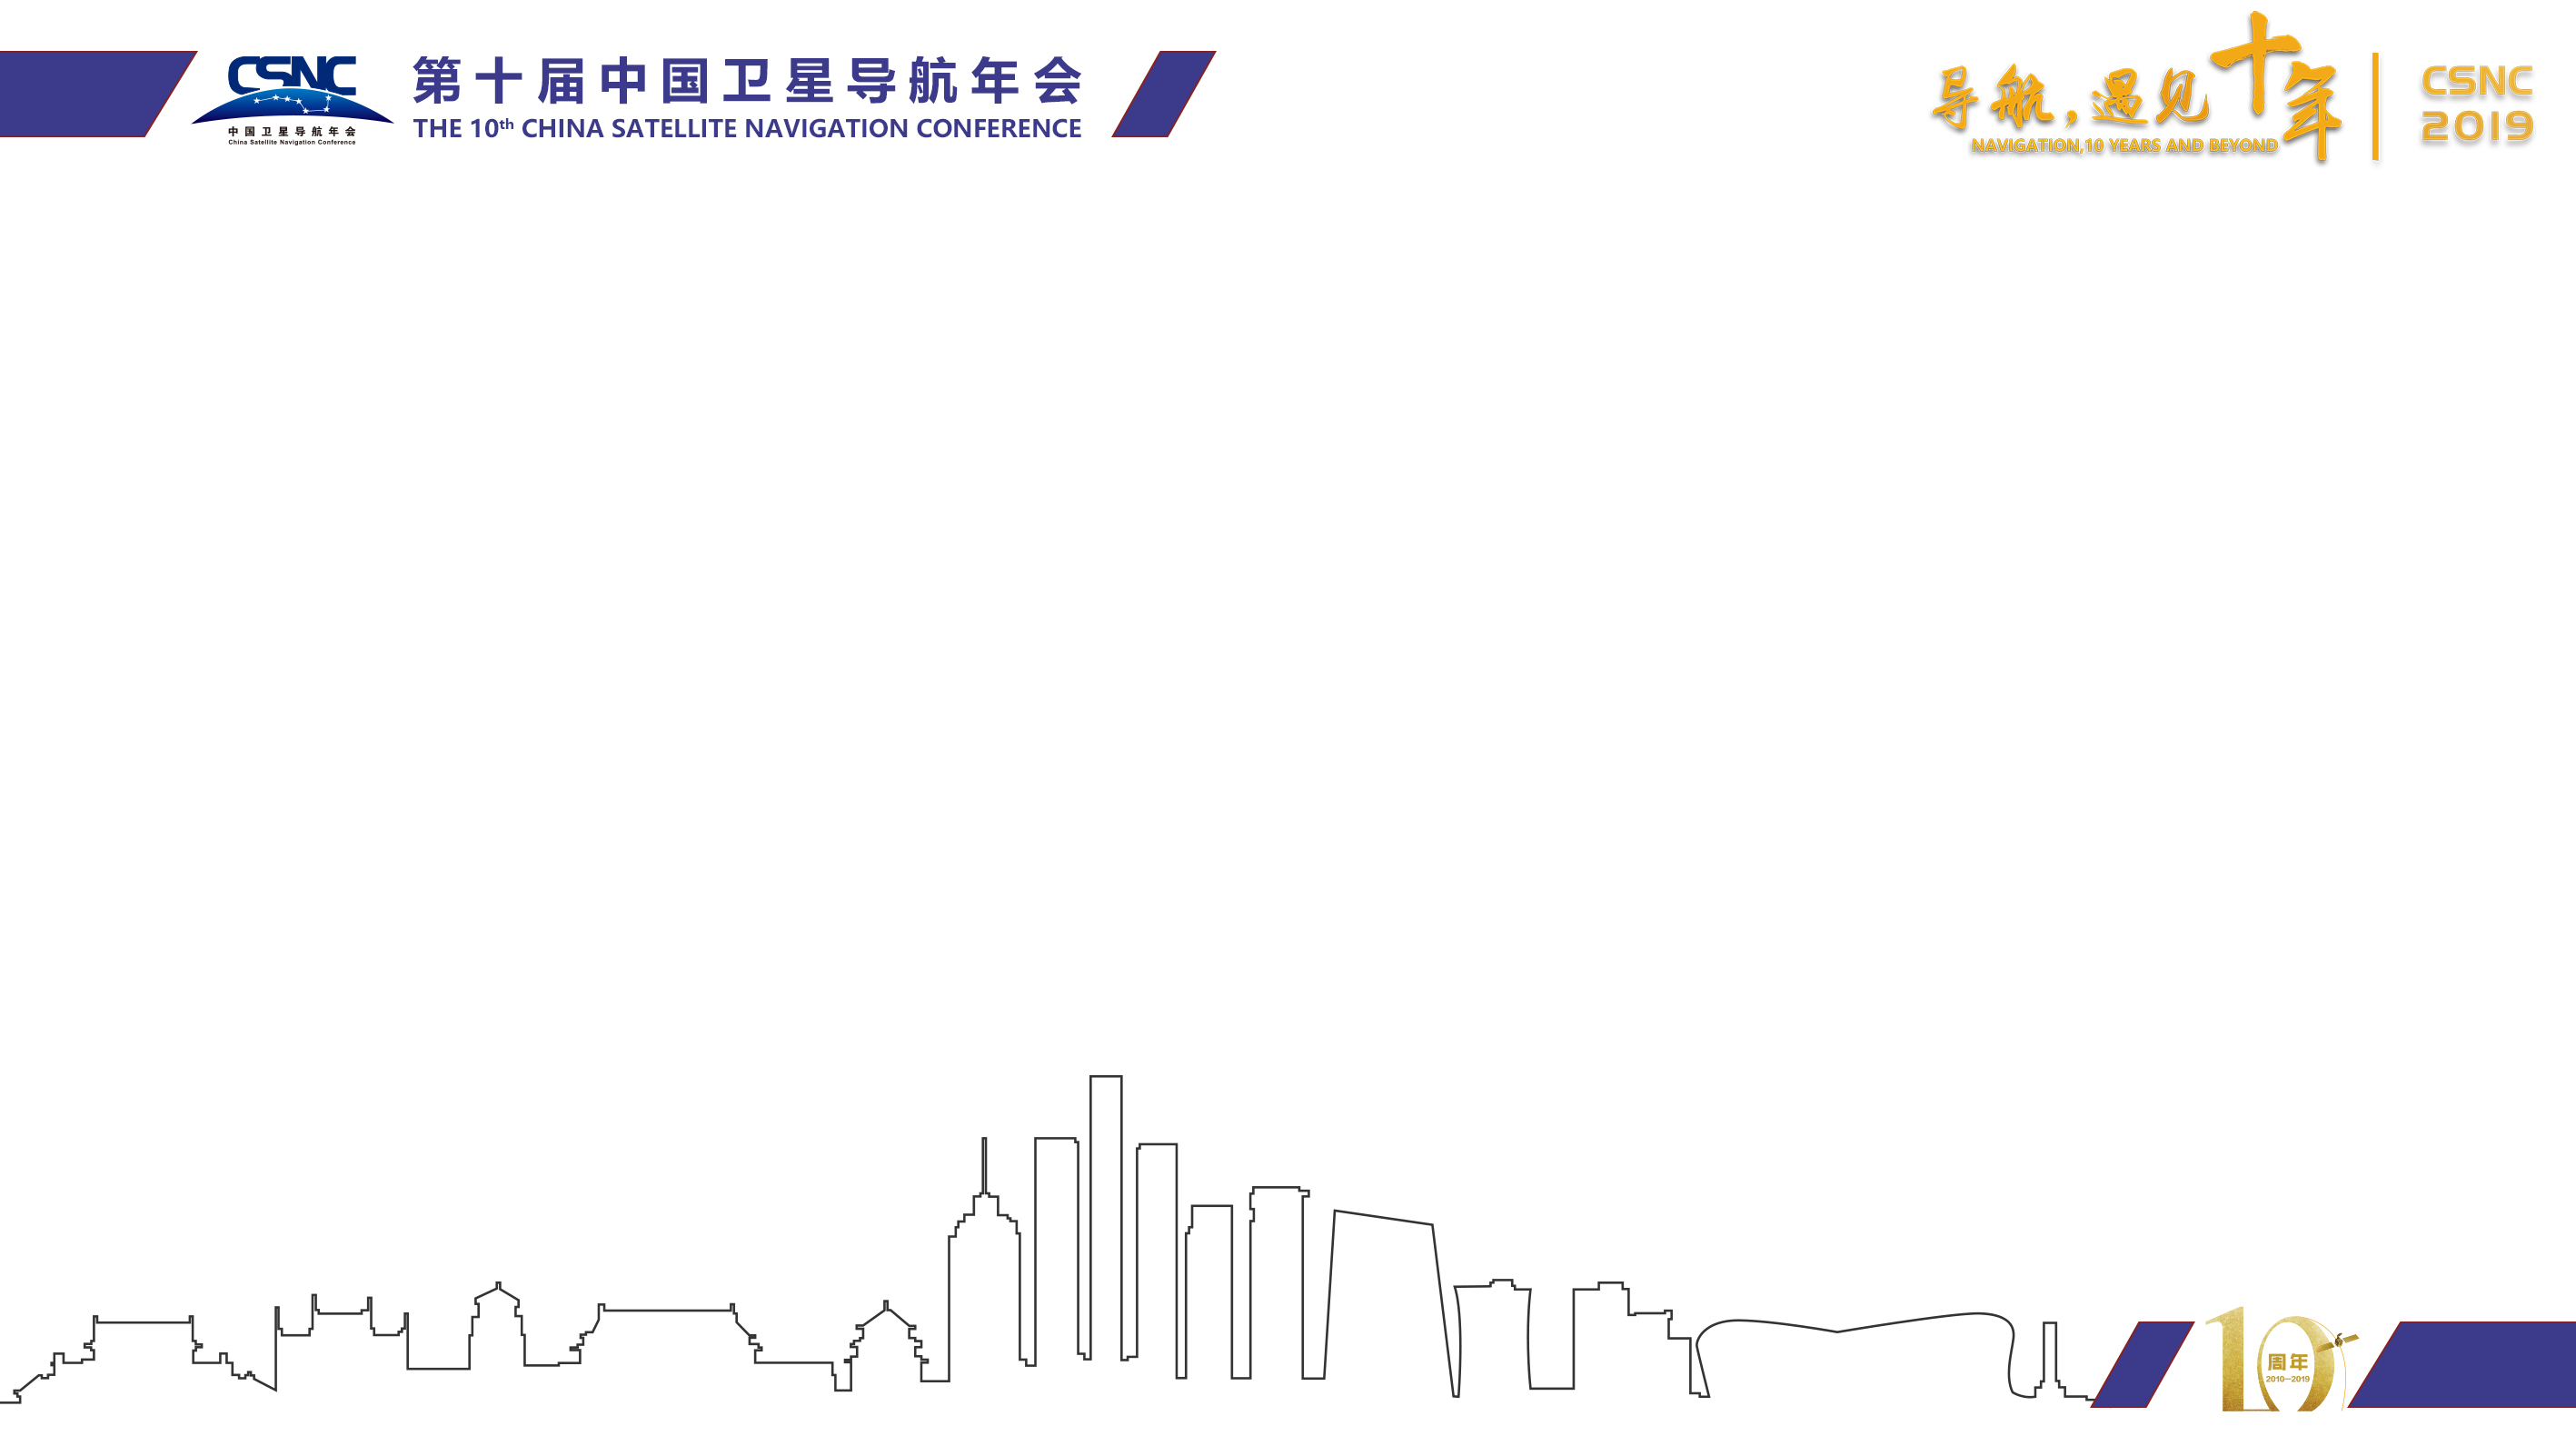 CSNC
中国卫星导航年会
China Satellite Navigation Conference
第十届中国卫星导航年会
THE 10th CHINA SATELLITE NAVIGATION CONFERENCE
导航，遇见十年
NAVIGATION,10 YEARS AND BEYOND
CSNC
2019
10
周年
2010—2019